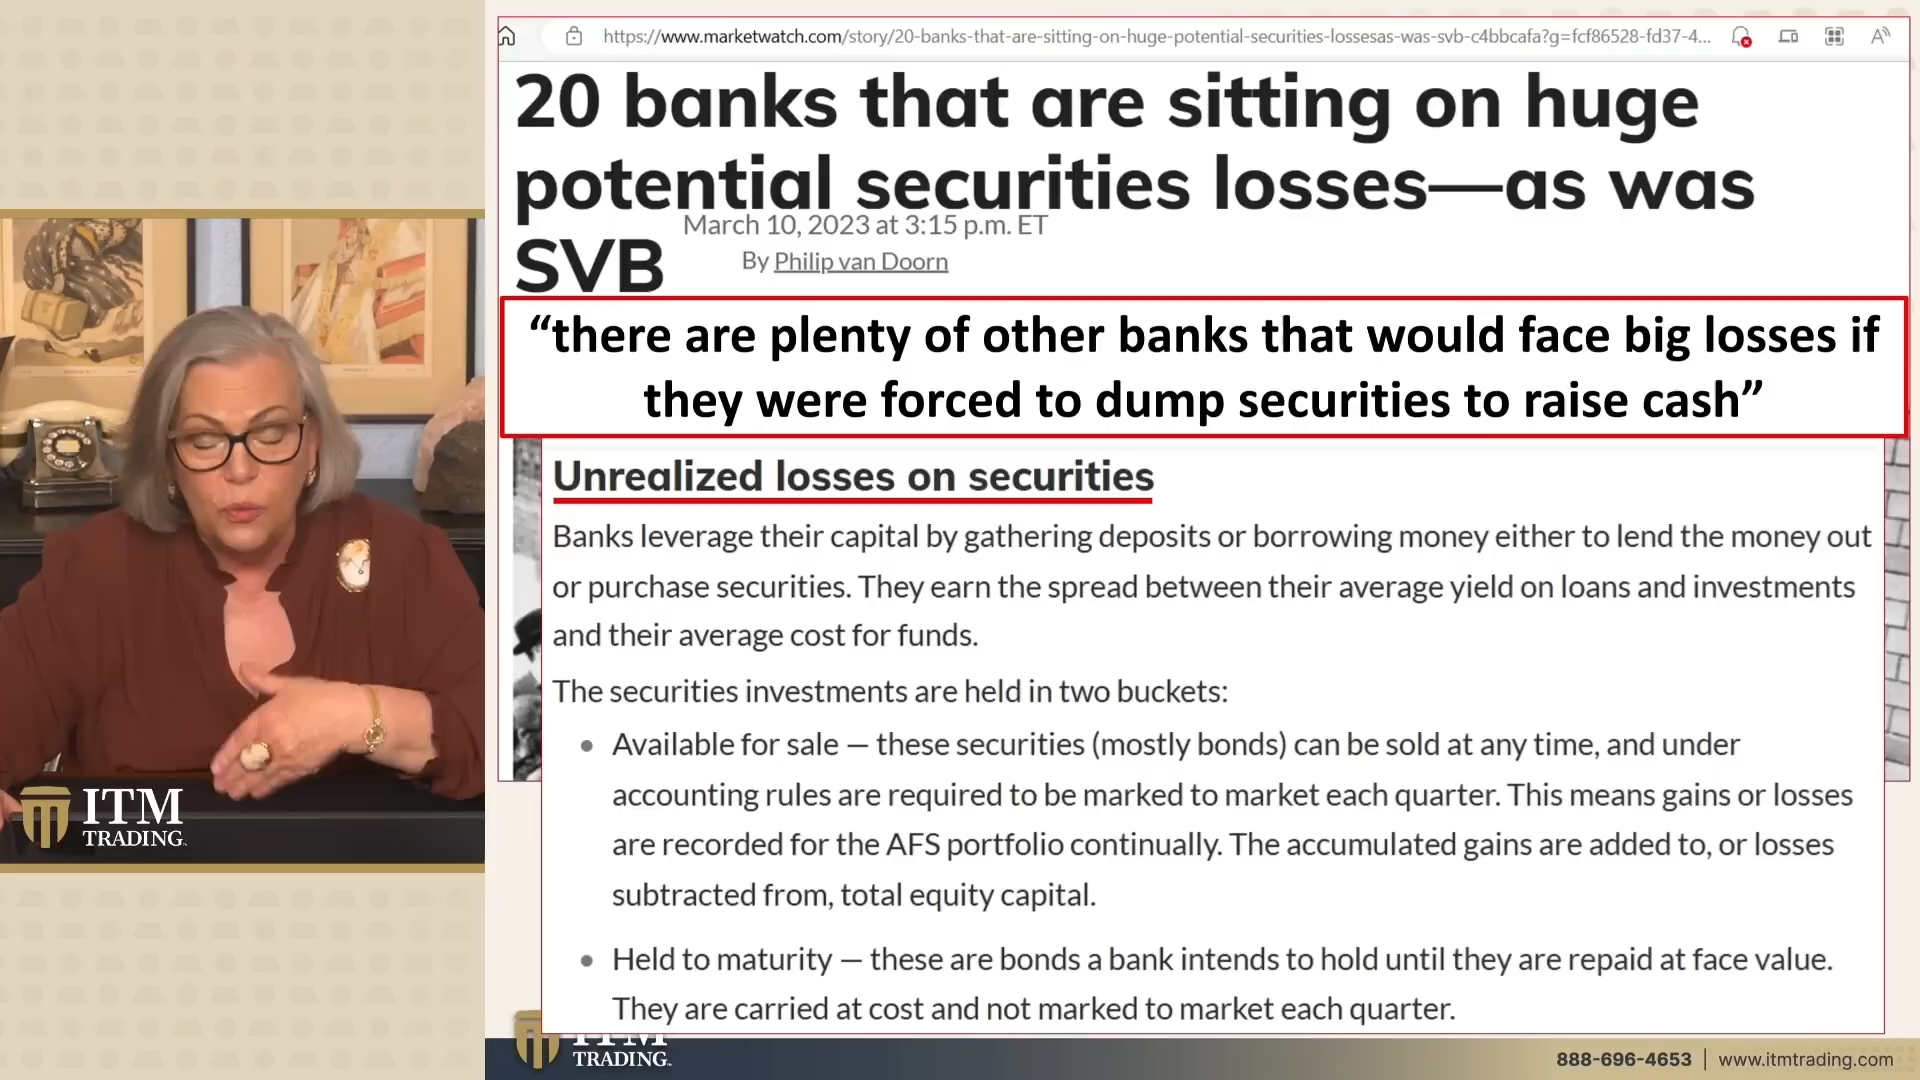 https://www.marketwatch.com/story/20-banks-that-are-sitting-on-huge-potential-securities-lossesas-was-svb-c4bbcafa?g=fcf86528-fd37-4...
20 banks that are sitting on huge
potential securities losses—as was
SVB
March 10, 2023 at 3:15 p.m. ET
By Philip van Doorn
“there are plenty of other banks that would face big losses if
they were forced to dump securities to raise cash”
Unrealized losses on securities
Banks leverage their capital by gathering deposits or borrowing money either to lend the money out
or purchase securities. They earn the spread between their average yield on loans and investments
and their average cost for funds.
The securities investments are held in two buckets:
• Available for sale — these securities (mostly bonds) can be sold at any time, and under
accounting rules are required to be marked to market each quarter. This means gains or losses
are recorded for the AFS portfolio continually. The accumulated gains are added to, or losses
subtracted from, total equity capital.
• Held to maturity — these are bonds a bank intends to hold until they are repaid at face value.
They are carried at cost and not marked to market each quarter.
ITM
TRADING
ITM
TRADING
888-696-4653 | www.itmtrading.com